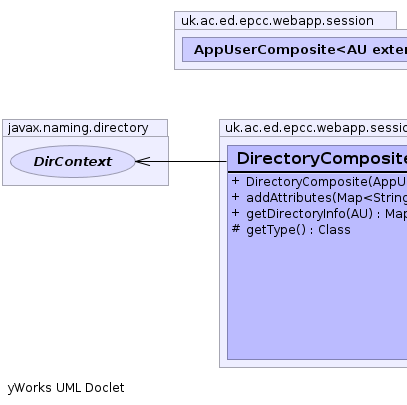 uk.ac.ed.epcc.webapp.session
AppUserComposite<AU exter
javax.naming.directory
DirContext
uk.ac.ed.epcc.webapp.sessio
DirectoryComposite
+ DirectoryComposite(AppU
+ addAttributes(Map<String
+ getDirectoryInfo(AU) : Map
# getType() : Class
yWorks UML Doclet